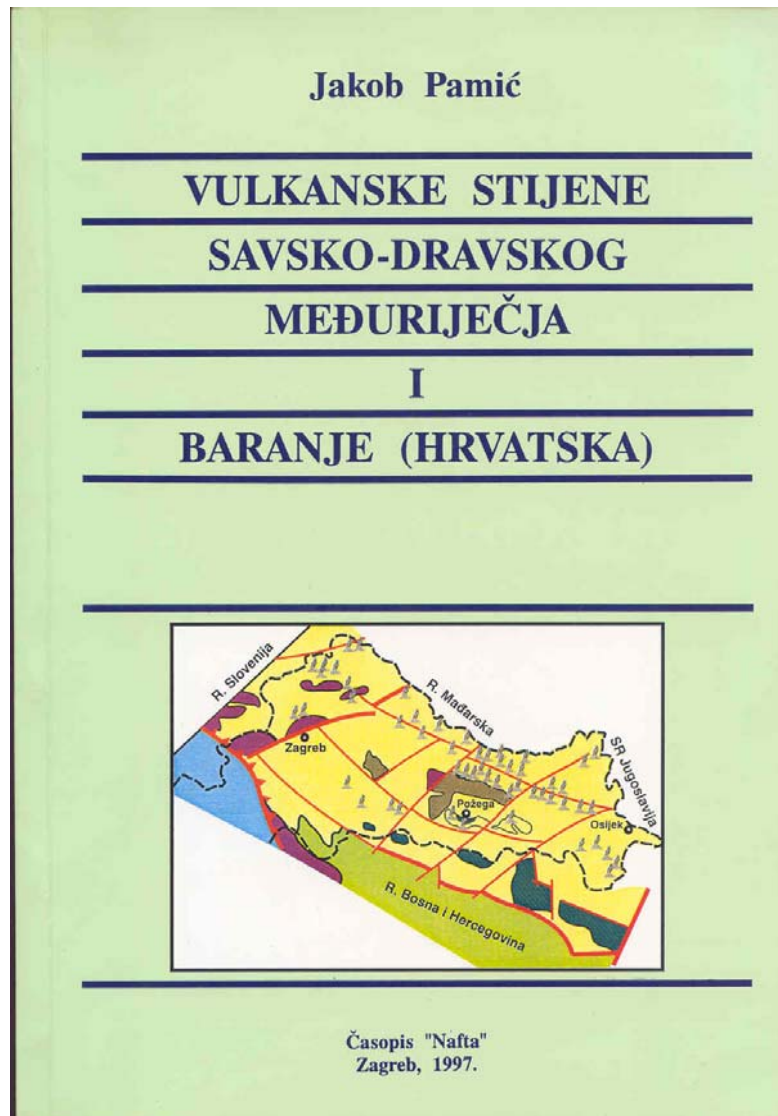 Jakob Pamić
VULKANSKE STIJENE
SAVSKO-DRAVSKOG
MEĐURIJEČJA
I
BARANJE (HRVATSKA)
R. Slovenija
R. Mađarska
SR Jugoslavija
Zagreb
Požega
Osijek
R. Bosna i Hercegovina
Časopis "Nafta"
Zagreb, 1997.